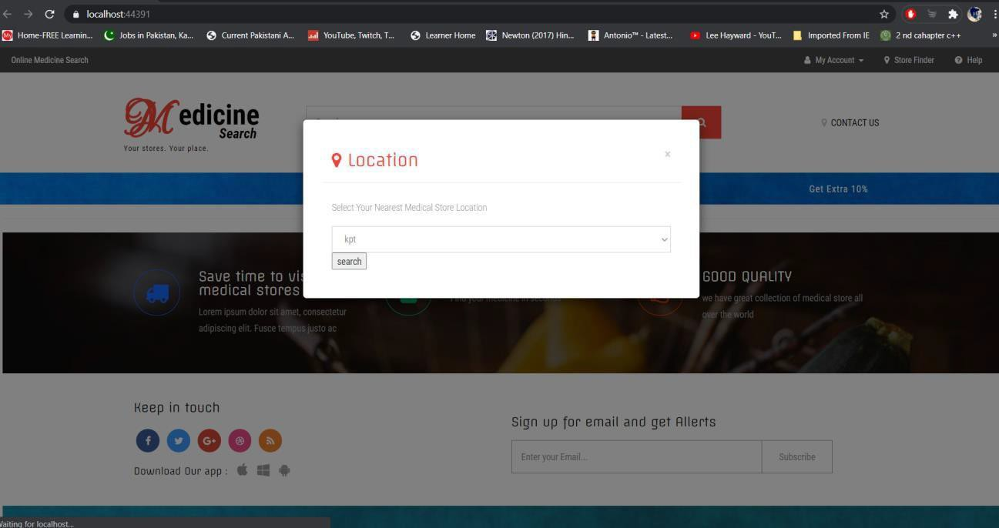 localhost:44391
Home-FREE Learnin...
Jobs in Pakistan, Ka...
Current Pakistani A...
YouTube, Twitch, T...
Learner Home
Newton (2017) Hin...
Antonio™ - Latest...
Lee Hayward - YouT...
Imported From IE
2 nd cahapter c++
»
Online Medicine Search
My Account
Store Finder
Help
Medicine
Search
Your stores. Your place.
CONTACT US
Location
×
Get Extra 10%
Select Your Nearest Medical Store Location
kpt
search
Save time to vis
medical stores
Lorem ipsum dolor sit amet, consectetur
adipiscing elit. Fusce tempus justo ac
Find your medicine in seconds
GOOD QUALITY
we have great collection of medical store all
over the world
Keep in touch
Download Our app :
Sign up for email and get Allerts
Enter your Email...
Subscribe
Waiting for localhost...